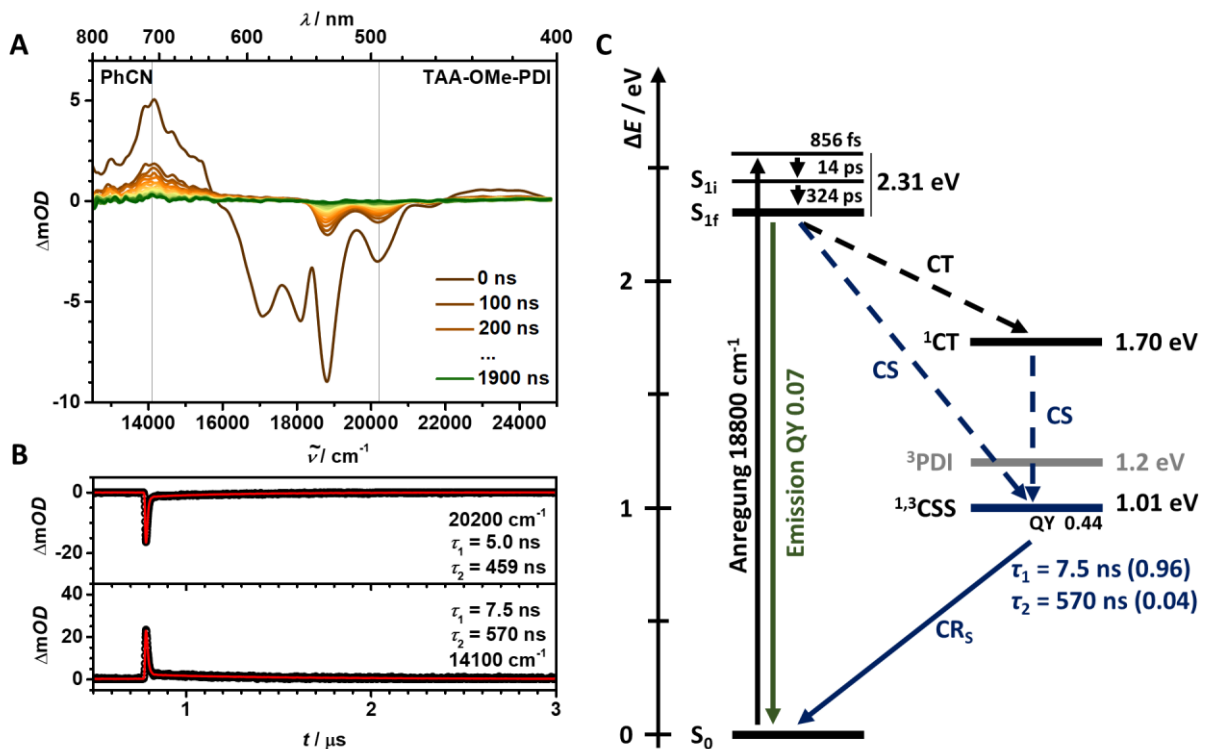 A
λ / nm
800 700 600 500 400
PhCN
TAA-OMe-PDI
5
0
-5
-10
ΔmOD
0 ns
100 ns
200 ns
...
1900 ns
14000 16000 18000 20000 22000 24000
ṽ / cm⁻¹
B
0
-20
ΔmOD
20200 cm⁻¹
τ₁ = 5.0 ns
τ₂ = 459 ns
40
20
0
ΔmOD
τ₁ = 7.5 ns
τ₂ = 570 ns
14100 cm⁻¹
1 2 3
t / μs
C
ΔE / eV
2
1
0
856 fs
14 ps
324 ps
2.31 eV
S₁ᵢ
S₁f
Anregung 18800 cm⁻¹
Emission QY 0.07
CT
CS
¹CT
1.70 eV
CS
³PDI
1.2 eV
¹,³CSS
1.01 eV
QY 0.44
τ₁ = 7.5 ns (0.96)
τ₂ = 570 ns (0.04)
CRS
S₀